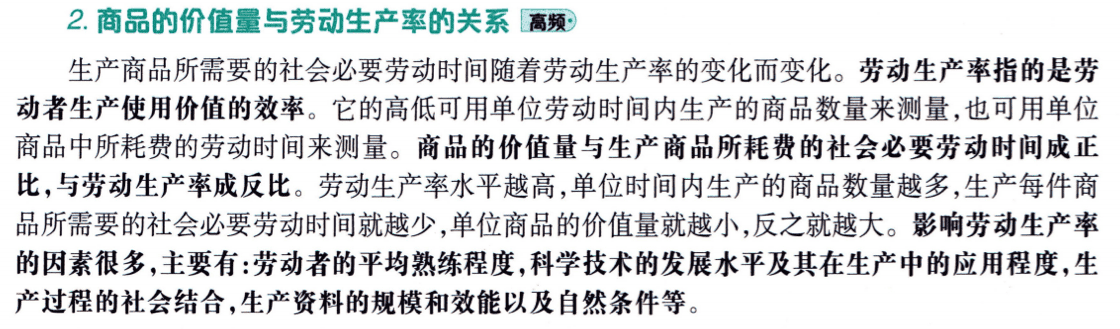 2. 商品的价值量与劳动生产率的关系 高频
生产商品所需要的社会必要劳动时间随着劳动生产率的变化而变化。劳动生产率指的是劳
动者生产使用价值的效率。它的高低可用单位劳动时间内生产的商品数量来测量,也可用单位
商品中所耗费的劳动时间来测量。商品的价值量与生产商品所耗费的社会必要劳动时间成正
比,与劳动生产率成反比。劳动生产率水平越高,单位时间内生产的商品数量越多,生产每件商
品所需要的社会必要劳动时间就越少,单位商品的价值量就越小,反之就越大。影响劳动生产率
的因素很多,主要有:劳动者的平均熟练程度,科学技术的发展水平及其在生产中的应用程度,生
产过程的社会结合,生产资料的规模和效能以及自然条件等。